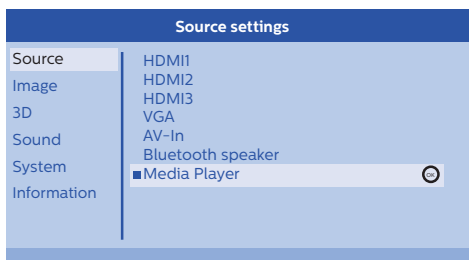 Source settings
Source
Image
3D
Sound
System
Information
HDMI1
HDMI2
HDMI3
VGA
AV-In
Bluetooth speaker
Media Player
OK